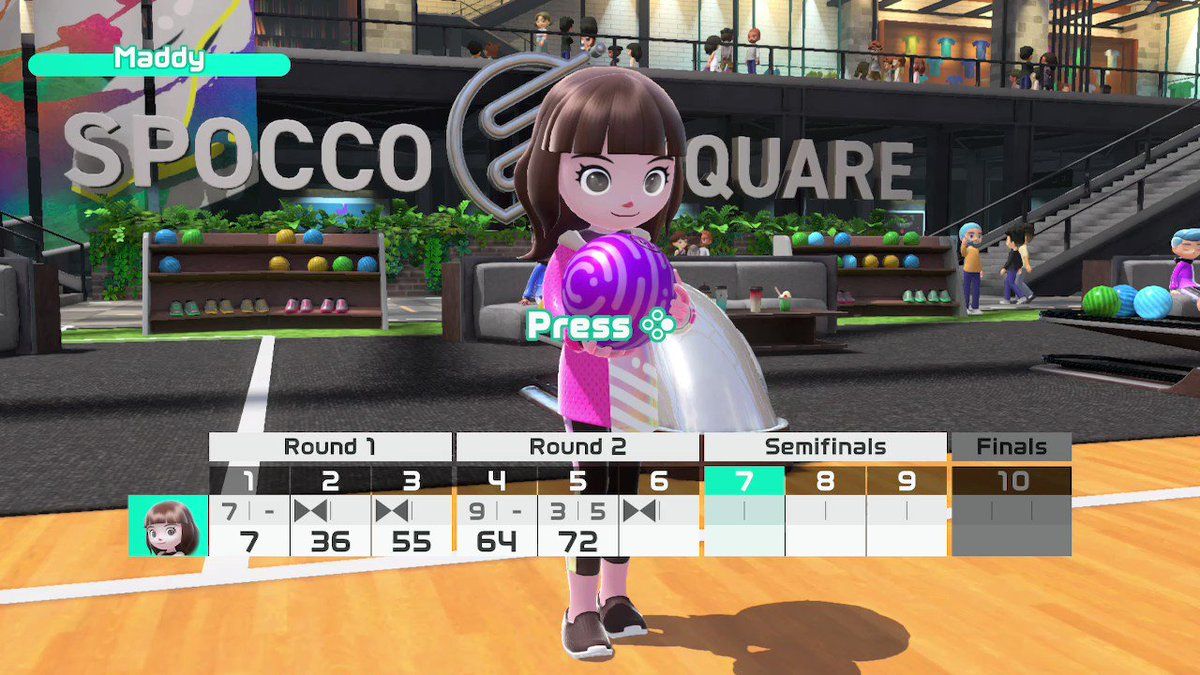 Maddy
SPOCCO SQUARE
Press
Round 1 Round 2 Semifinals Finals
1 2 3 4 5 6 7 8 9 10
7 - 9 - 3 5
7 36 55 64 72